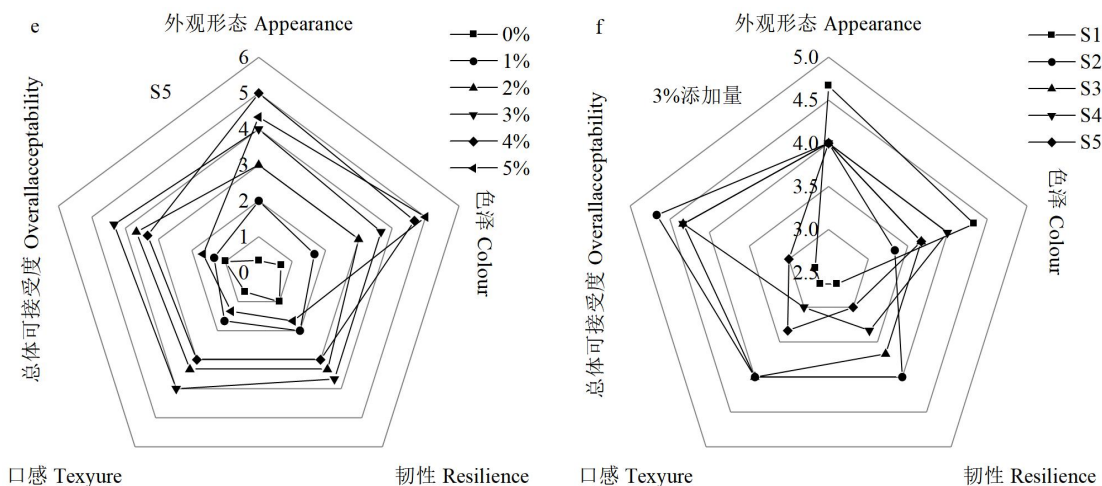 e
外观形态 Appearance
0%
1%
2%
3%
4%
5%
S5
6
5
4
3
2
1
0
总体可接受度 Overallacceptability
色泽 Colour
口感 Texyure
韧性 Resilience
f
外观形态 Appearance
S1
S2
S3
S4
S5
3%添加量
5.0
4.5
4.0
3.5
3.0
2.5
总体可接受度 Overallacceptability
色泽 Colour
口感 Texyure
韧性 Resilience